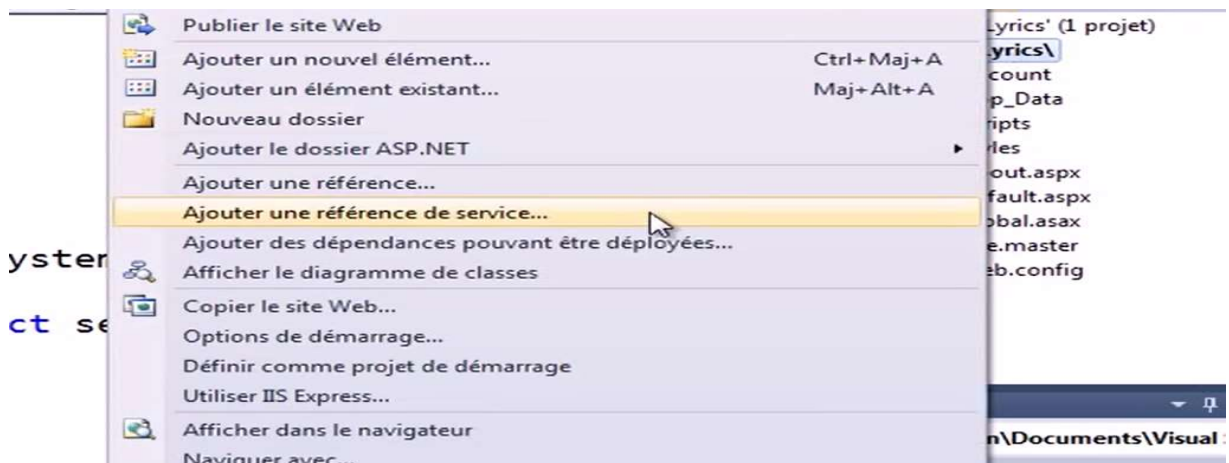 Publier le site Web
Ajouter un nouvel élément... Ctrl+Maj+A
Ajouter un élément existant... Maj+Alt+A
Nouveau dossier
Ajouter le dossier ASP.NET
Ajouter une référence...
Ajouter une référence de service...
Ajouter des dépendances pouvant être déployées...
Afficher le diagramme de classes
Copier le site Web...
Options de démarrage...
Définir comme projet de démarrage
Utiliser IIS Express...
Afficher dans le navigateur
Naviguer avec...
yster
ct se
yrics' (1 projet)
yrics\
count
p_Data
ripts
les
out.aspx
fault.aspx
obal.asax
e.master
eb.config
n\Documents\Visual